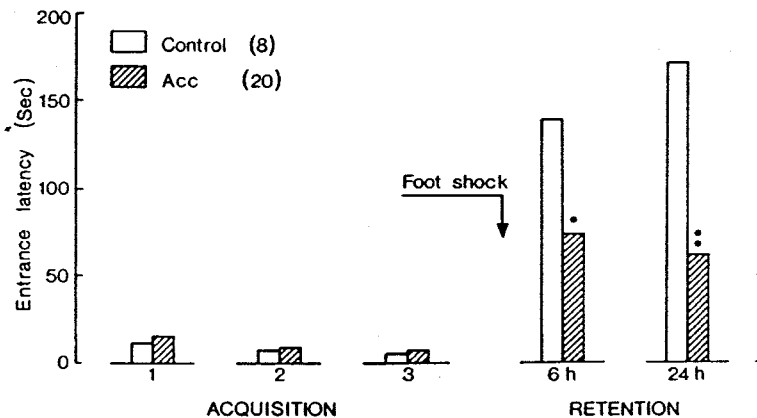 200
Control (8)
Acc (20)
150
100
50
0
Entrance latency (Sec)
Foot shock
1 2 3 6 h 24 h
ACQUISITION RETENTION